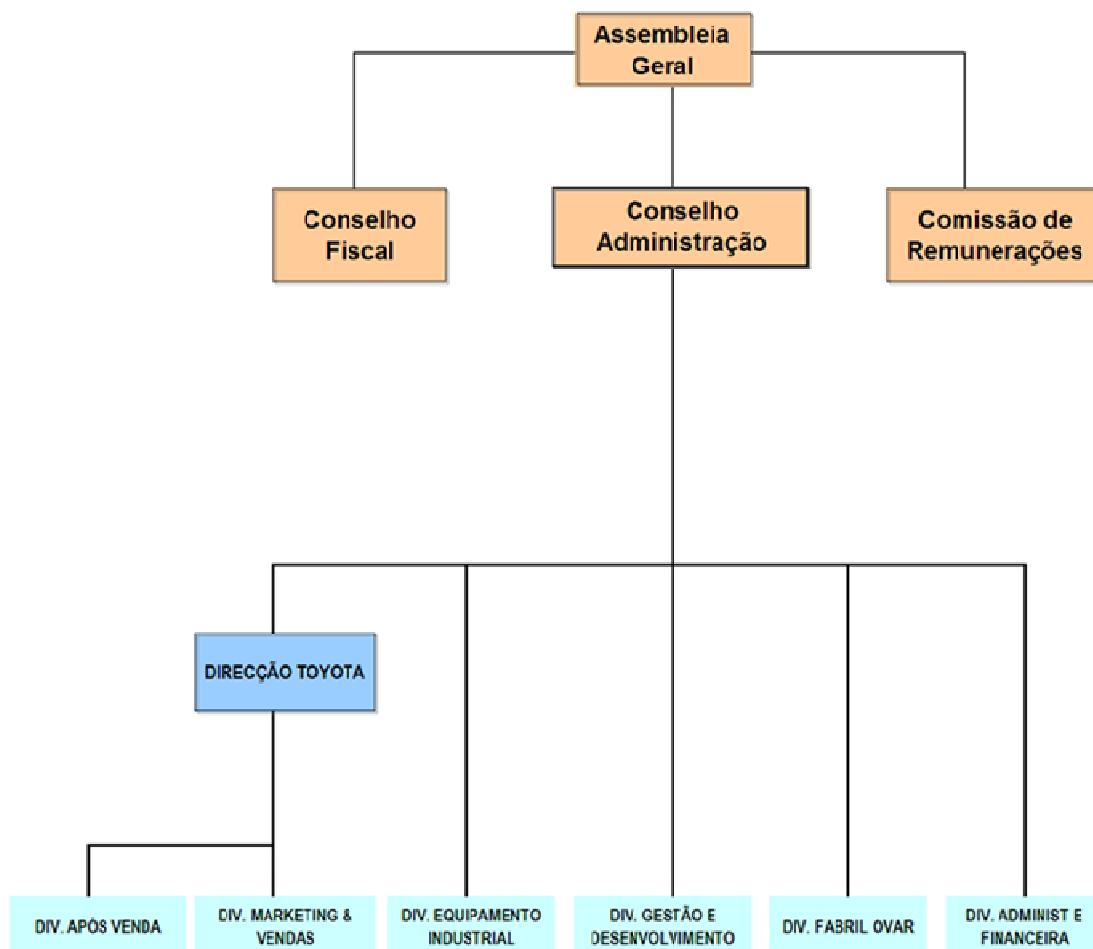 Assembleia
Geral
Conselho
Fiscal
Conselho
Administração
Comissão de
Remunerações
DIRECÇÃO TOYOTA
DIV. APÓS VENDA
DIV. MARKETING &
VENDAS
DIV. EQUIPAMENTO
INDUSTRIAL
DIV. GESTÃO E
DESENVOLVIMENTO
DIV. FABRIL OVAR
DIV. ADMINIST E
FINANCEIRA